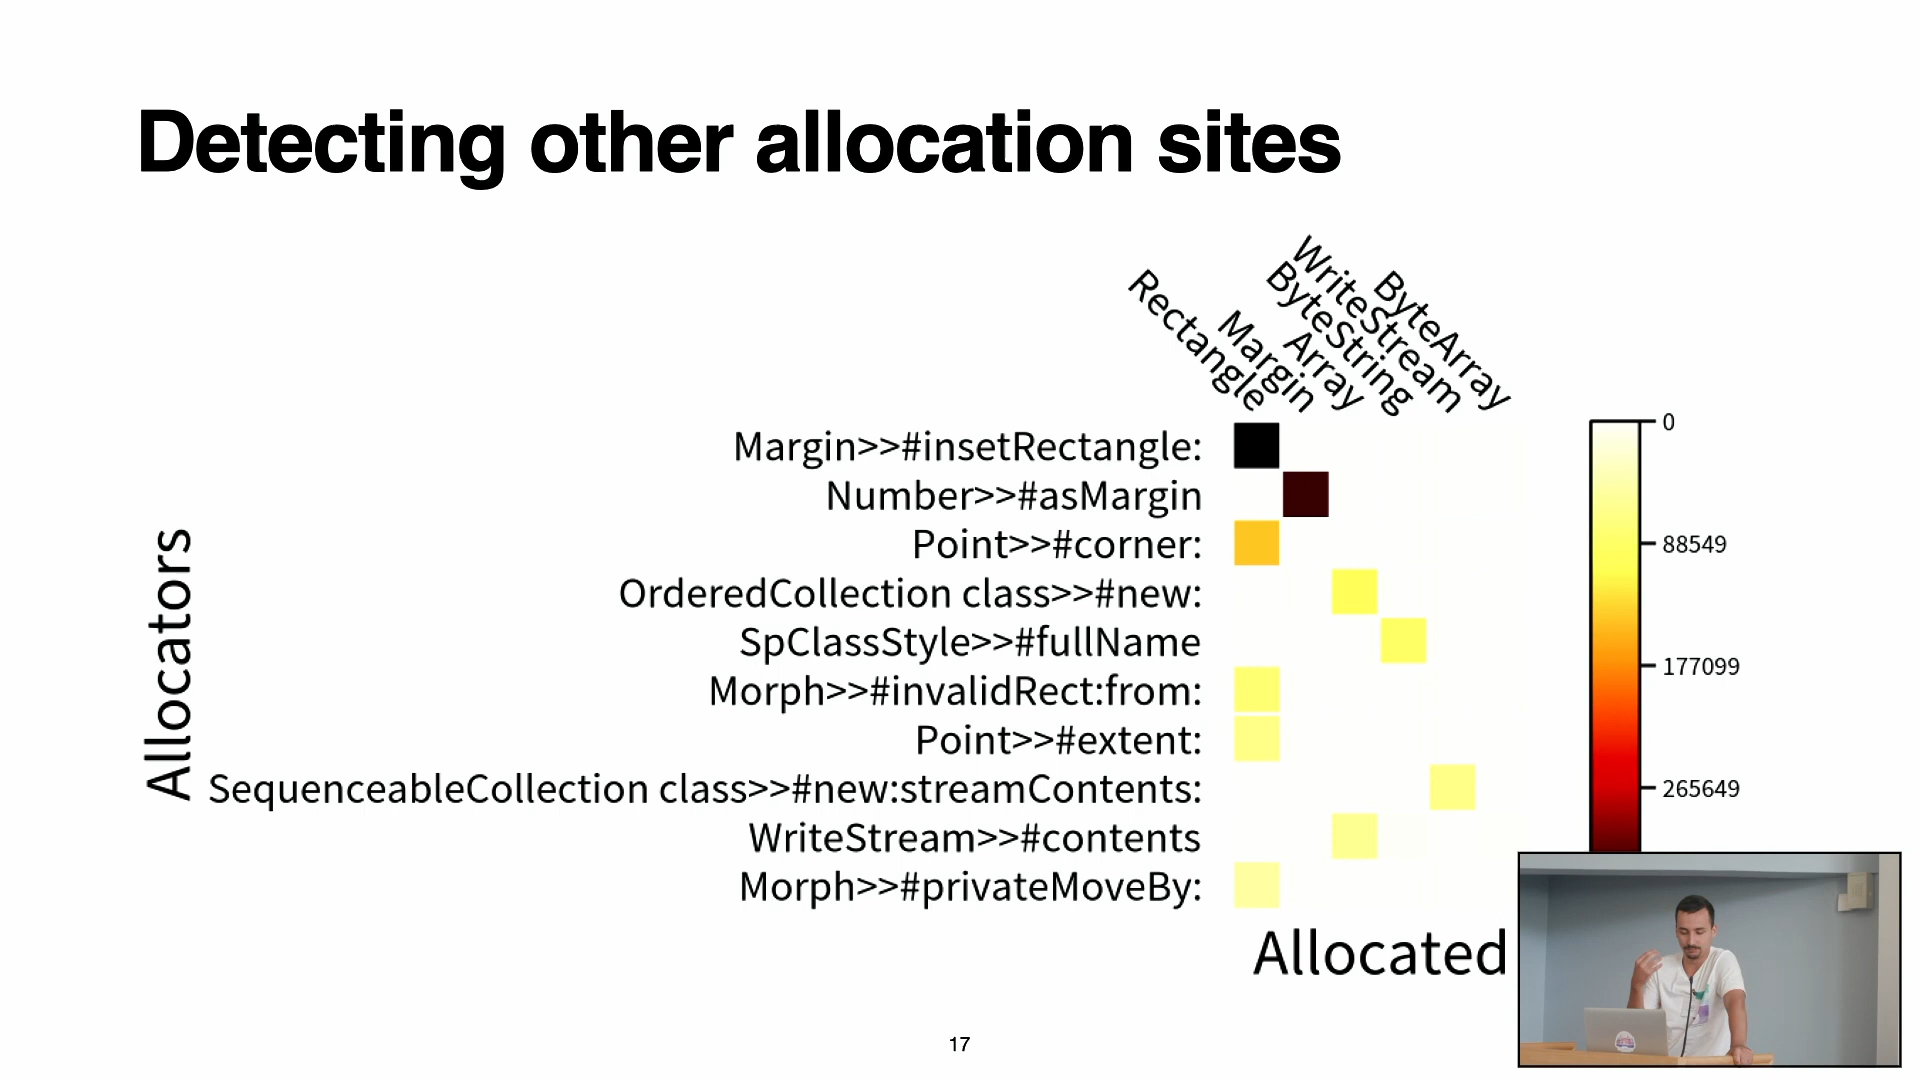 Detecting other allocation sites
Rectangle
Margin
Array
ByteString
WriteStream
ByteArray
Allocators
Margin>>#insetRectangle:
Number>>#asMargin
Point>>#corner:
OrderedCollection class>>#new:
SpClassStyle>>#fullName
Morph>>#invalidRect:from:
Point>>#extent:
SequenceableCollection class>>#new:streamContents:
WriteStream>>#contents
Morph>>#privateMoveBy:
0
88549
177099
265649
Allocated
17